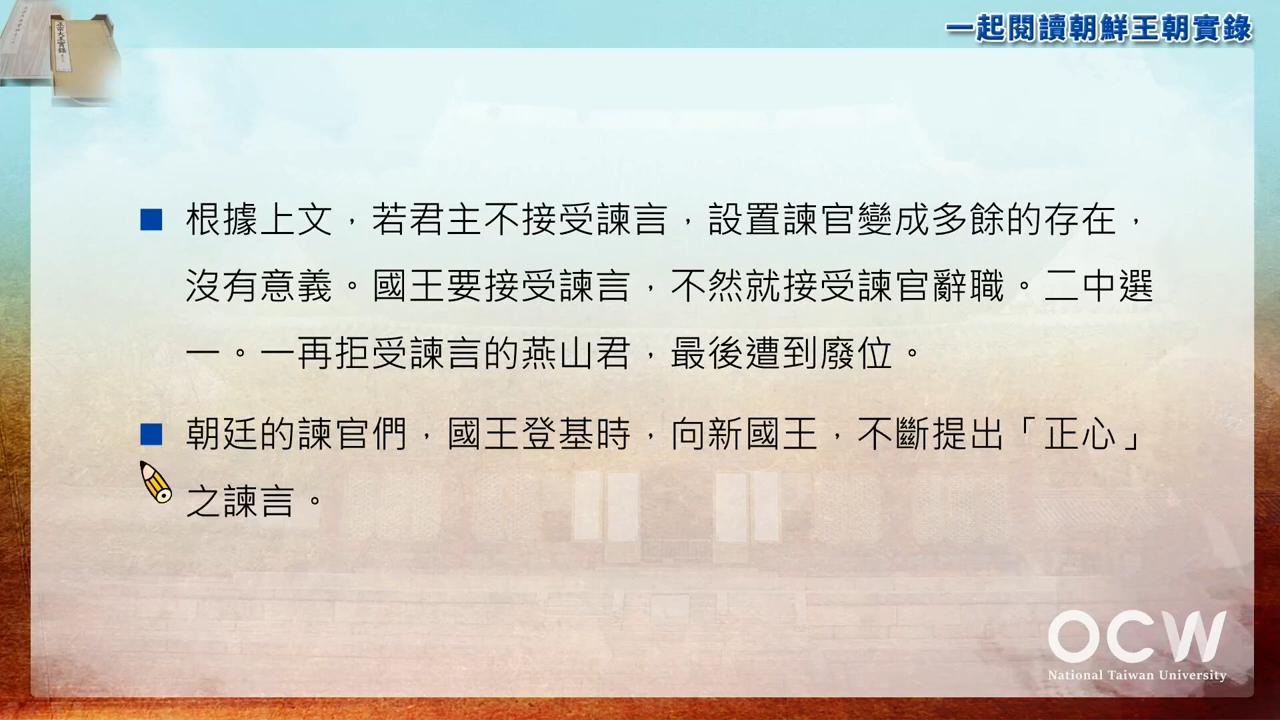 一起閱讀朝鮮王朝實錄
根據上文，若君主不接受諫言，設置諫官變成多餘的存在，
沒有意義。國王要接受諫言，不然就接受諫官辭職。二中選
一。一再拒受諫言的燕山君，最後遭到廢位。
朝廷的諫官們，國王登基時，向新國王，不斷提出「正心」
之諫言。
OCW
National Taiwan University